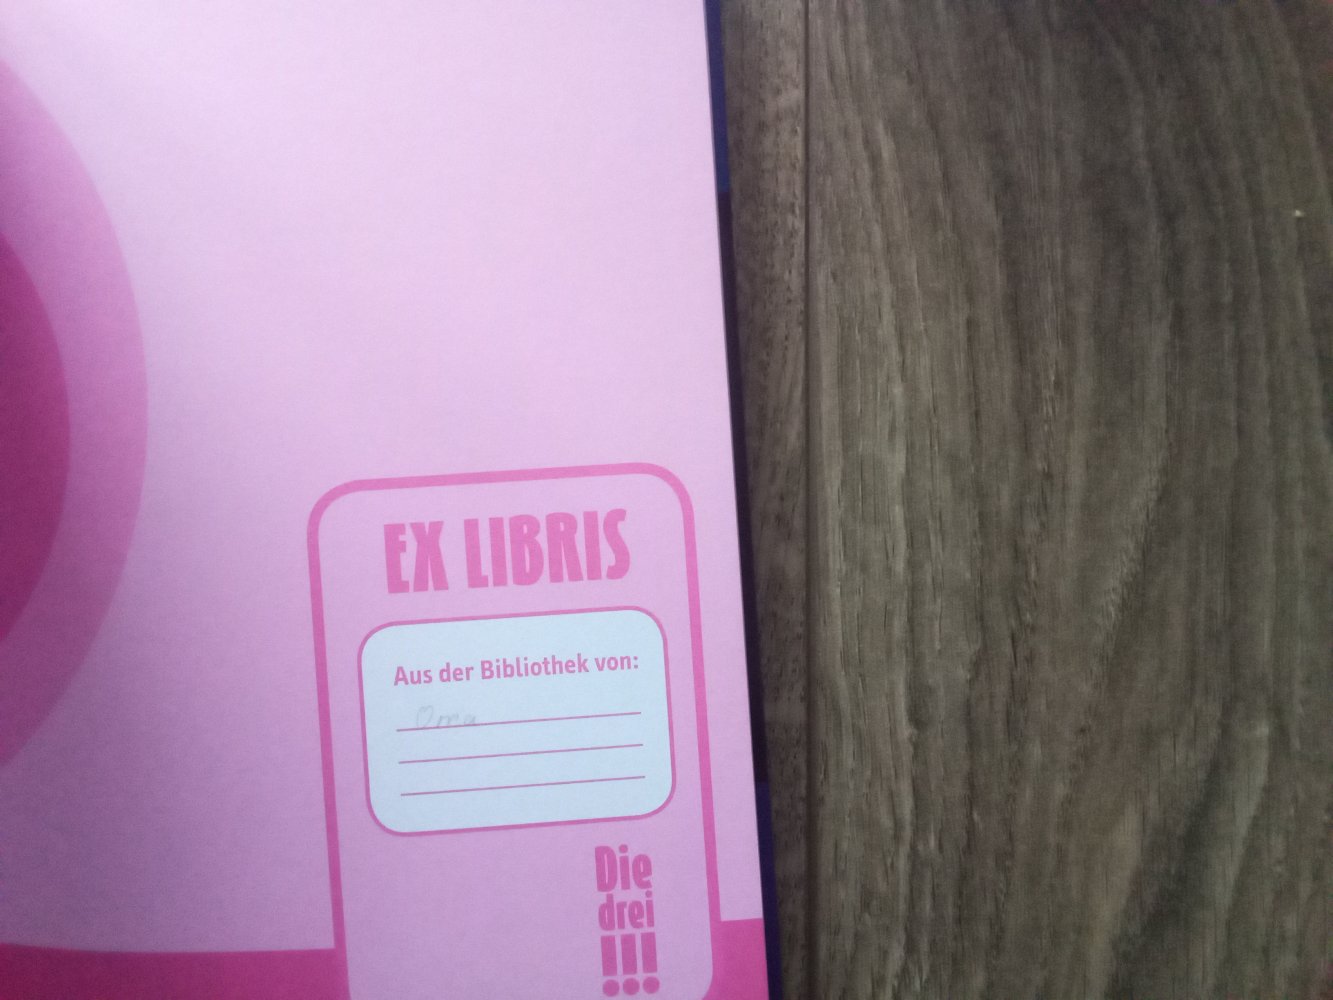 EX LIBRIS
Aus der Bibliothek von:
Oma
Die
drei
!!!